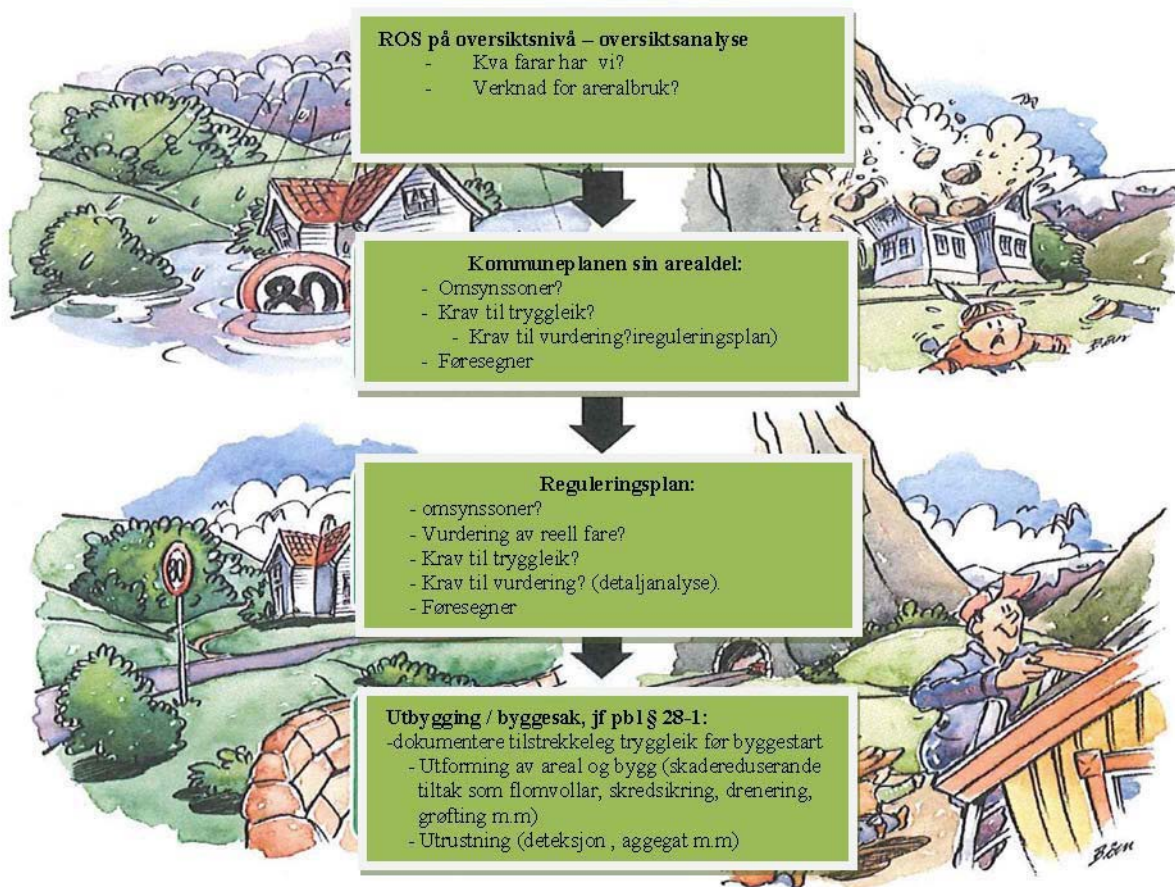 ROS på oversiktsnivå – oversiktsanalyse
- Kva farar har vi?
- Verknad for areralbruk?
80
Kommuneplanen sin arealdel:
- Omsynssoner?
- Krav til tryggleik?
- Krav til vurdering?ireguleringsplan)
- Føresegner
Reguleringsplan:
- omsynssoner?
- Vurdering av reell fare?
- Krav til tryggleik?
- Krav til vurdering? (detaljanalyse).
- Føresegner
80
Utbygging / byggesak, jf pbl § 28-1:
-dokumentere tilstrekkeleg tryggleik før byggestart
- Utforming av areal og bygg (skadereduserande
tiltak som flomvollar, skredsikring, drenering,
grøfting m.m)
- Utrustning (deteksjon , aggegat m.m)